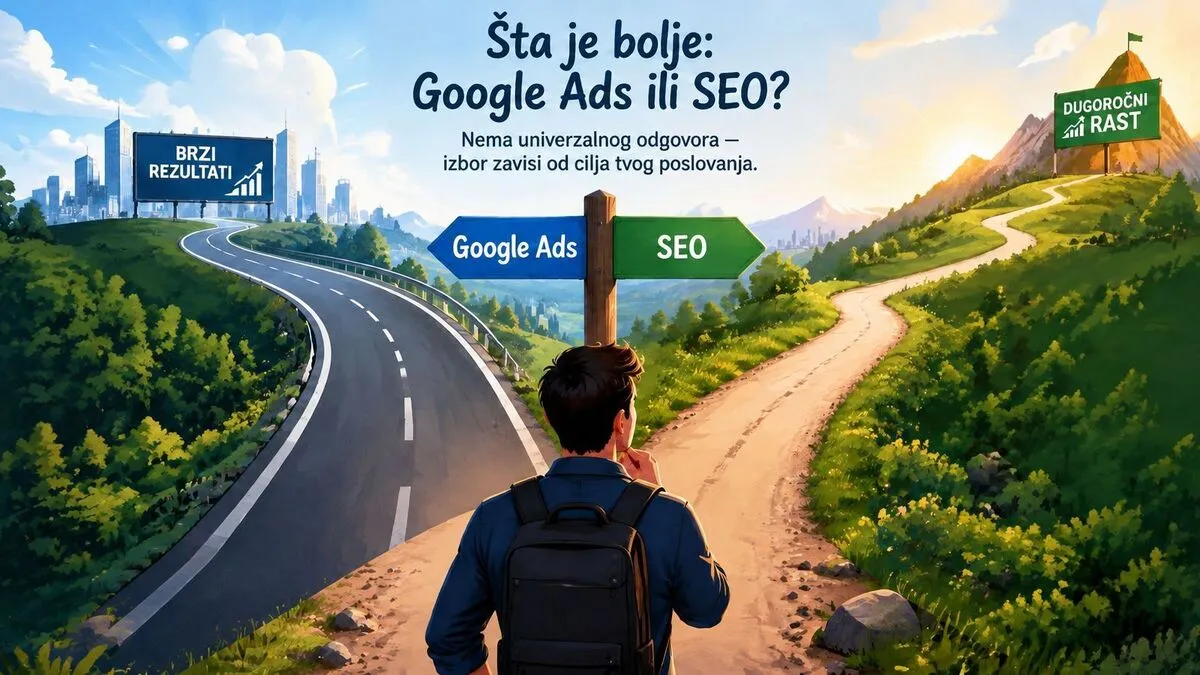 Šta je bolje:
Google Ads ili SEO?
Nema univerzalnog odgovora –
izbor zavisi od cilja tvog poslovanja.
BRZI
REZULTATI
DUGOROČNI
RAST
Google Ads
SEO